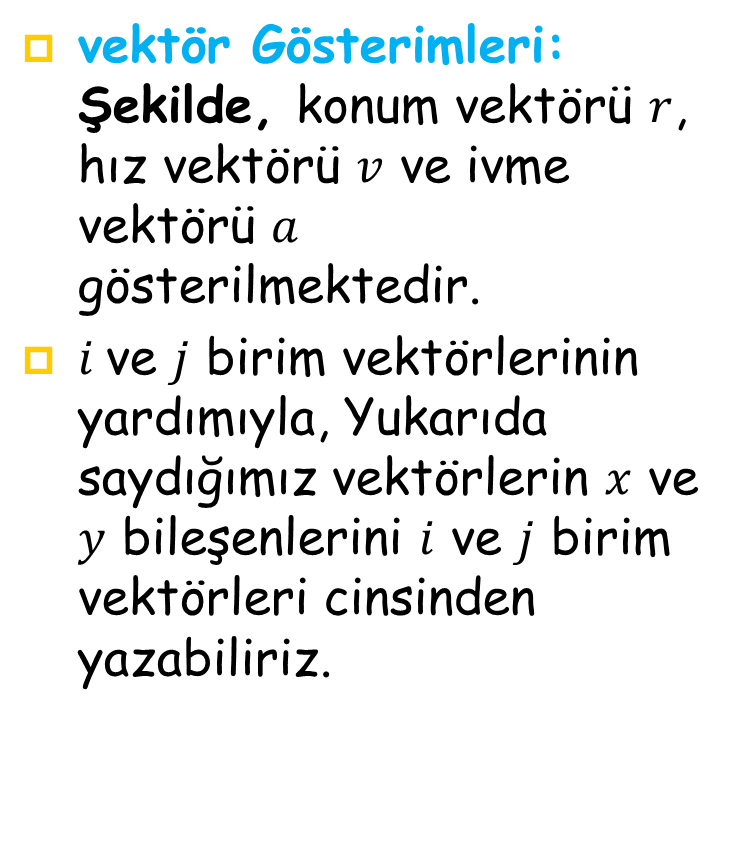 vektör Gösterimleri:
Şekilde, konum vektörü r,
hız vektörü v ve ivme
vektörü a
gösterilmektedir.
i ve j birim vektörlerinin
yardımıyla, Yukarıda
saydığımız vektörlerin x ve
y bileşenlerini i ve j birim
vektörleri cinsinden
yazabiliriz.